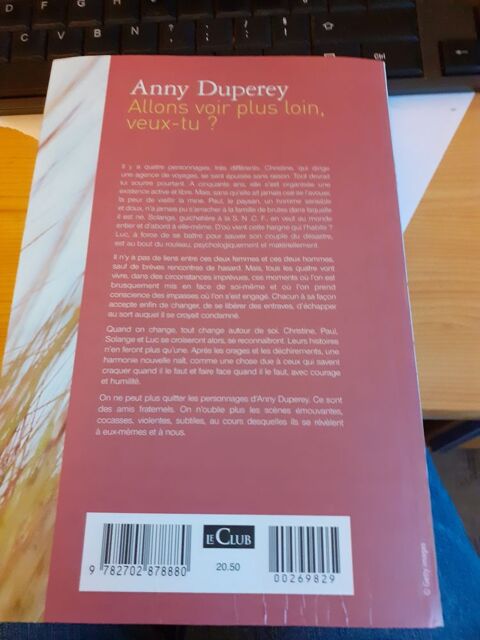 Anny Duperey
Allons voir plus loin,
veux-tu ?
Il y a quatre personnages, très différents. Christine, qui dirige
une agence de voyages, se sent épuisée sans raison. Tout devrait
lui sourire pourtant. À cinquante ans, elle s'est organisée une
existence active et libre. Mais, sans qu'elle ait jamais osé se l'avouer,
la peur de vieillir la mine. Paul, le paysan, un homme sensible
et doux, n'a jamais pu s'arracher à la famille de brutes dans laquelle
il est né. Solange, guichetière à la S. N. C. F., en veut au monde
entier et d'abord à elle-même. D'où vient cette hargne qui l'habite ?
Luc, à force de se battre pour sauver son couple du désastre,
est au bout du rouleau, psychologiquement et matériellement.
Il n'y a pas de liens entre ces deux femmes et ces deux hommes,
sauf de brèves rencontres de hasard. Mais, tous les quatre vont
vivre, dans des circonstances imprévues, ces moments où l'on est
brusquement mis en face de soi-même et où l'on prend
conscience des impasses où l'on s'est engagé. Chacun à sa façon
accepte enfin de changer, de se libérer des entraves, d'échapper
au sort auquel il se croyait condamné.
Quand on change, tout change autour de soi. Christine, Paul,
Solange et Luc se croiseront alors, se reconnaîtront. Leurs histoires
n'en feront plus qu'une. Après les orages et les déchirements, une
harmonie nouvelle naît, comme une chose due à ceux qui savent
craquer quand il le faut et faire face quand il le faut, avec courage
et humilité.
On ne peut plus quitter les personnages d'Anny Duperey. Ce sont
des amis fraternels. On n'oublie plus les scènes émouvantes,
cocasses, violentes, subtiles, au cours desquelles ils se révèlent
à eux-mêmes et à nous.
LE CLUB
20.50
9 782702 878880
00269829
© Getty images
Ctrl